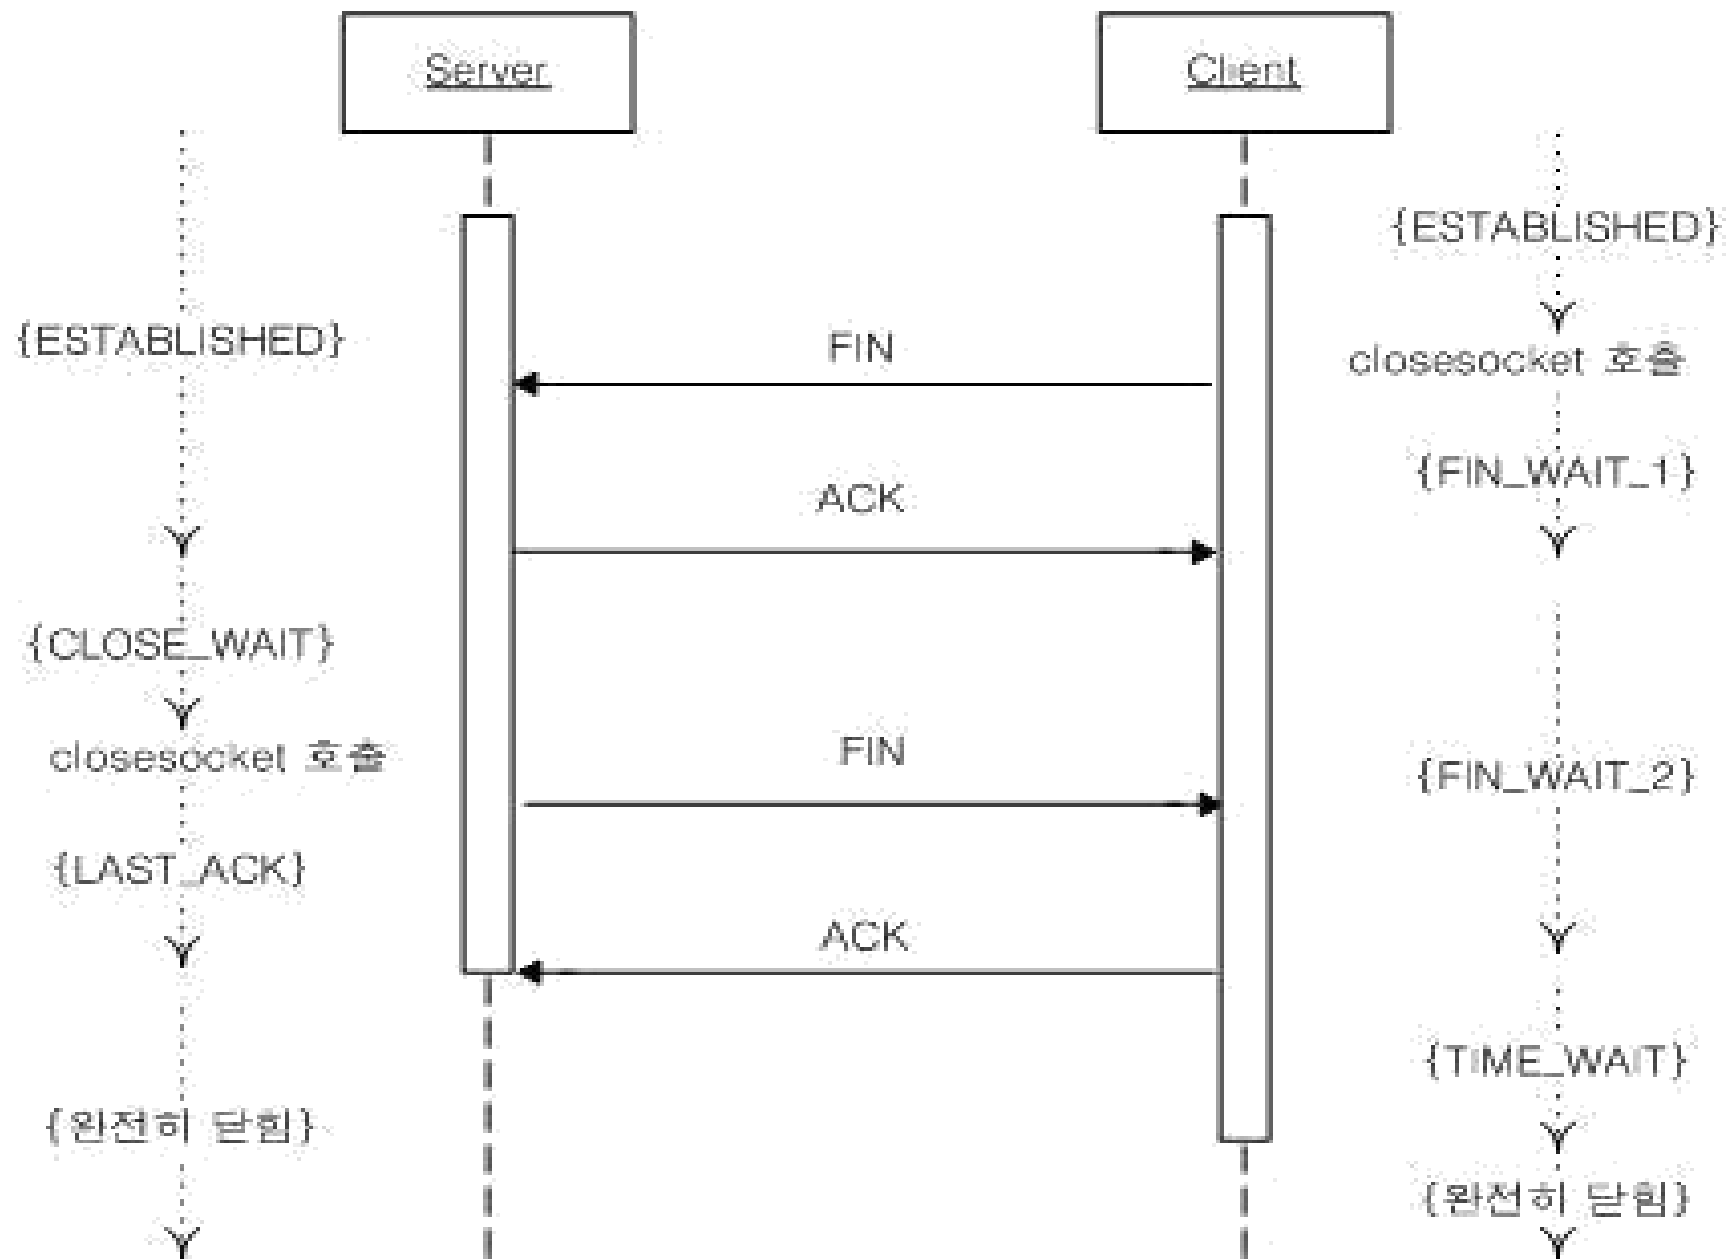 Server
Client
{ESTABLISHED}
{ESTABLISHED}
FIN
closesocket 호출
{FIN_WAIT_1}
ACK
{CLOSE_WAIT}
closesocket 호출
FIN
{FIN_WAIT_2}
{LAST_ACK}
ACK
{TIME_WAIT}
{완전히 닫힘}
{완전히 닫힘}